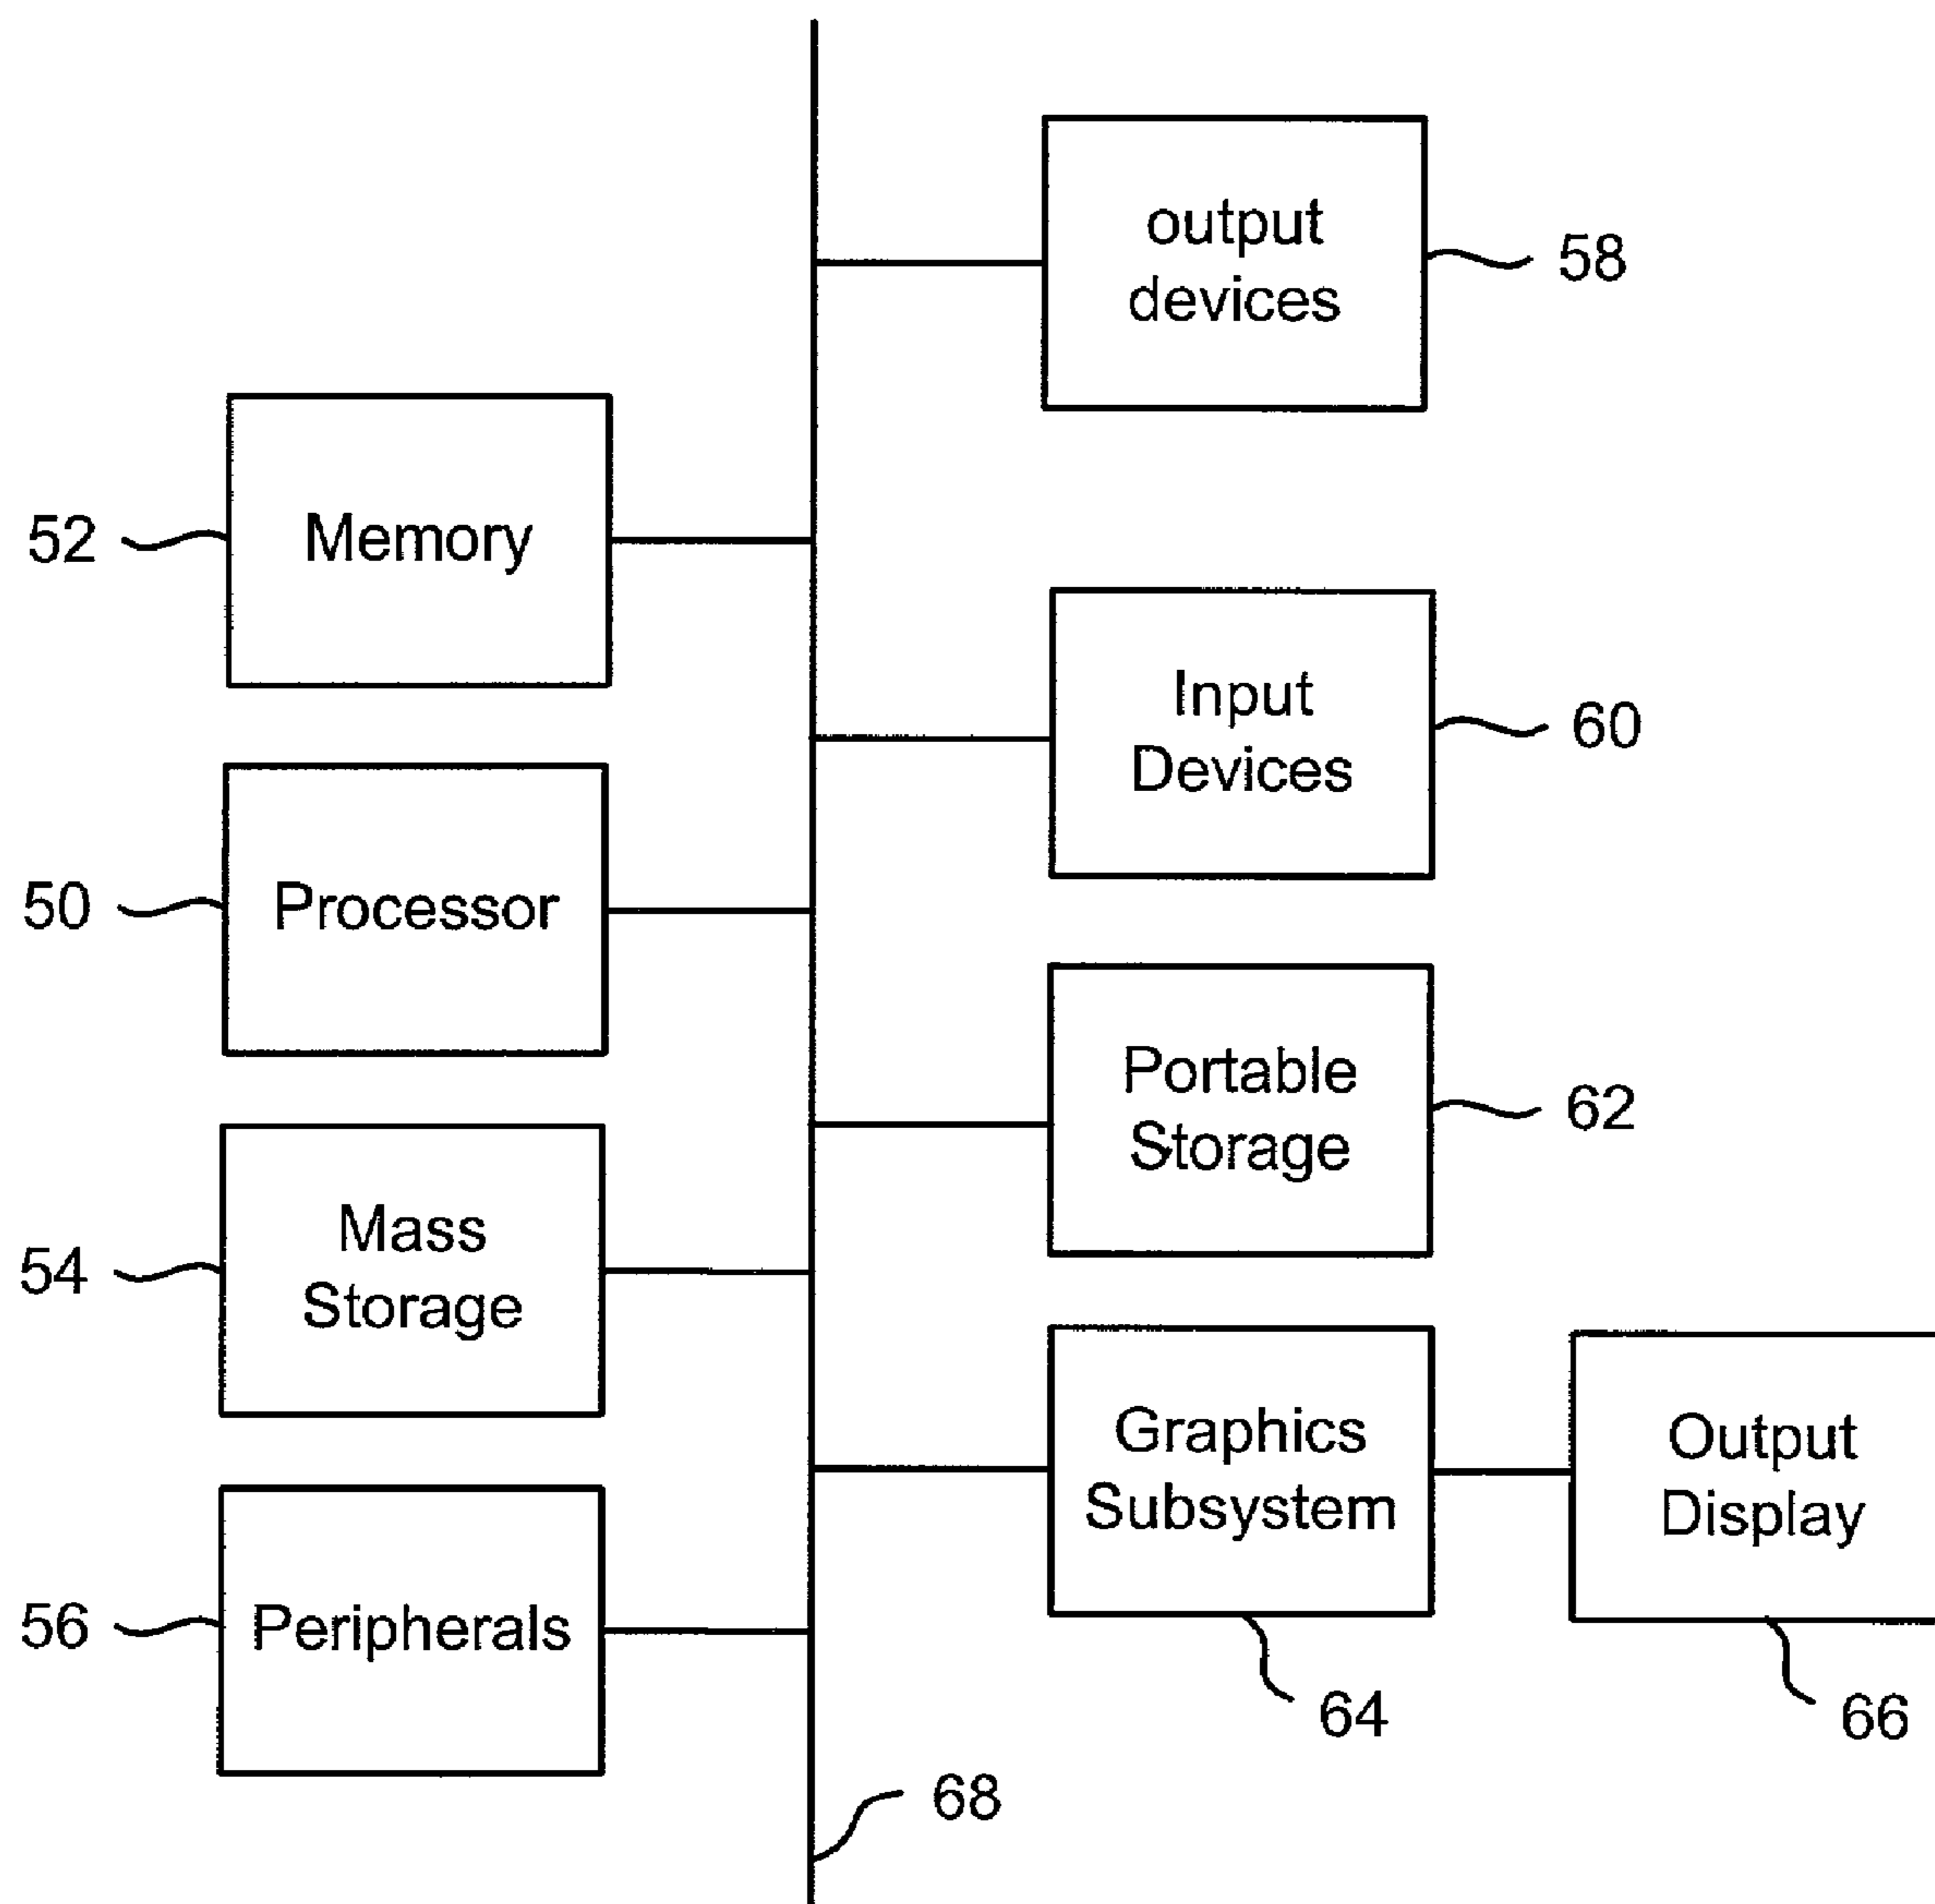 output
devices
58
52
Memory
Input
Devices
60
50
Processor
Portable
Storage
62
54
Mass
Storage
Graphics
Subsystem
Output
Display
56
Peripherals
64
66
68